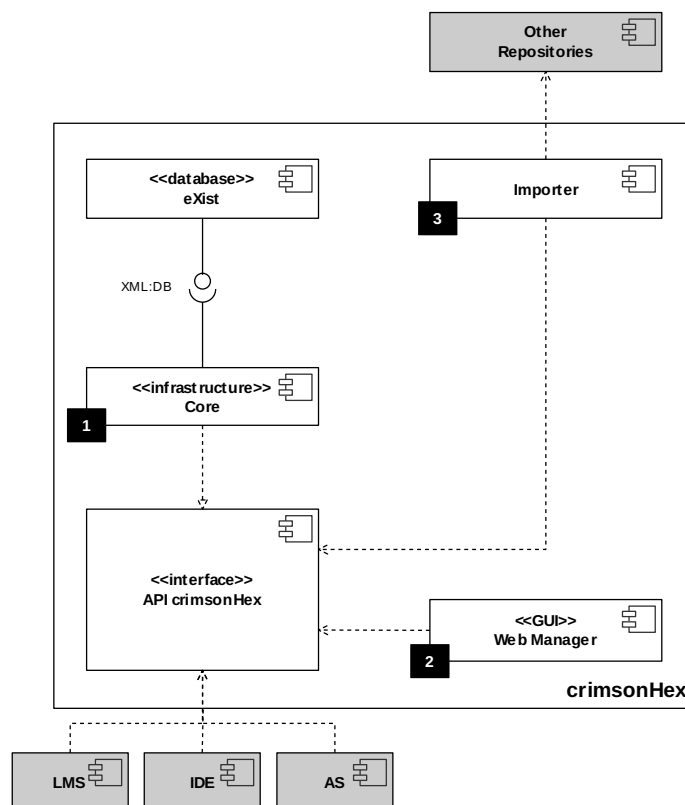 Other
Repositories
<<database>>
eXist
Importer
3
XML:DB
<<infrastructure>>
Core
1
<<interface>>
API crimsonHex
<<GUI>>
Web Manager
2
crimsonHex
LMS
IDE
AS